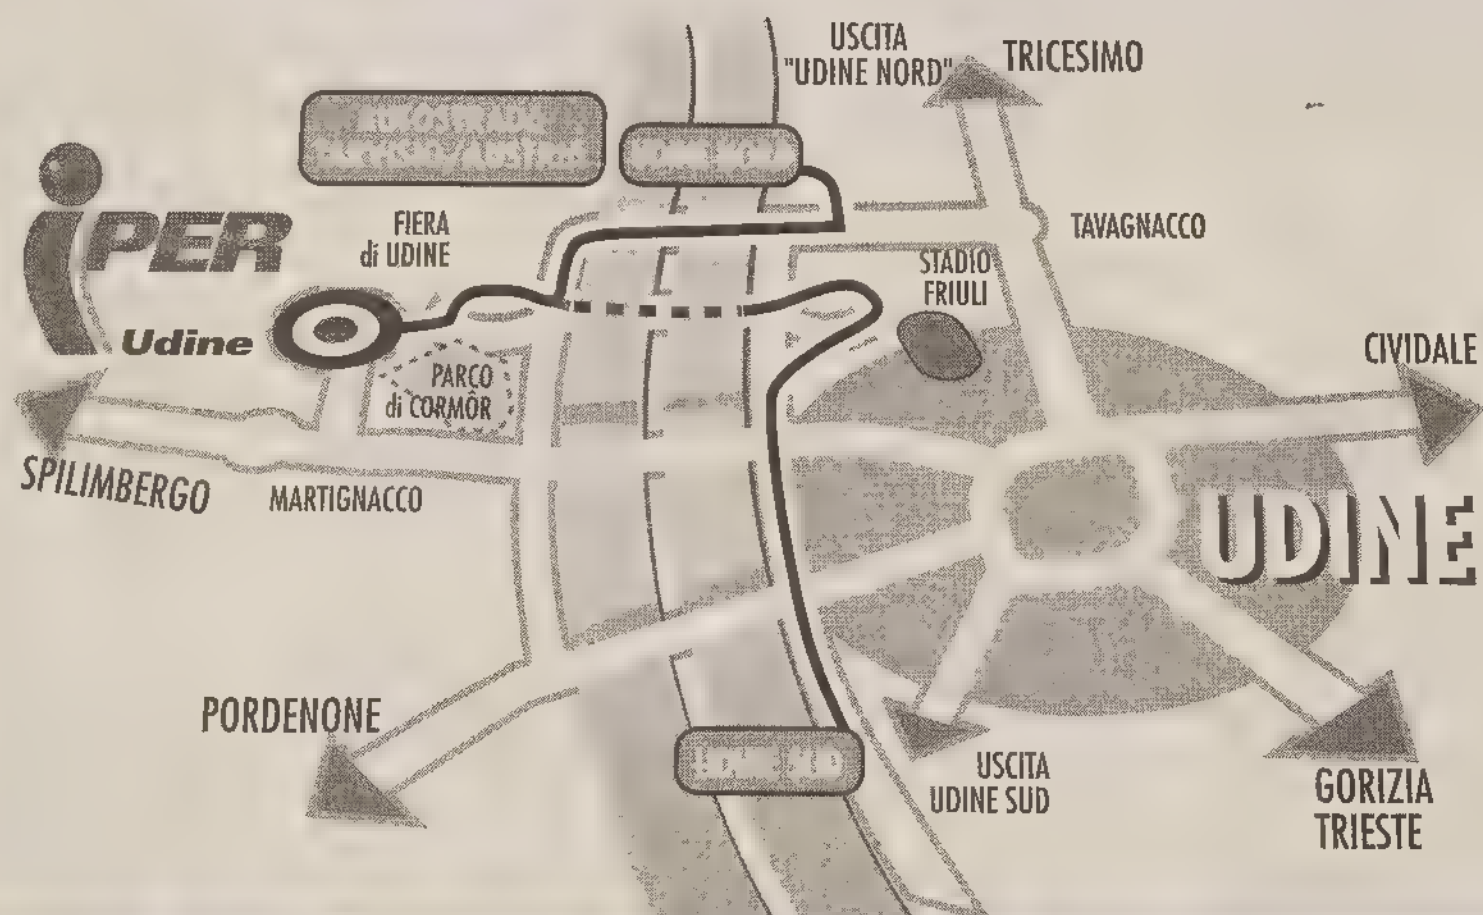 USCITA
"UDINE NORD"
TRICESIMO
iPER
Udine
FIERA
di UDINE
TAVAGNACCO
STADIO
FRIULI
CIVIDALE
PARCO
di CORMÔR
SPILIMBERGO
MARTIGNACCO
UDINE
PORDENONE
USCITA
UDINE SUD
GORIZIA
TRIESTE